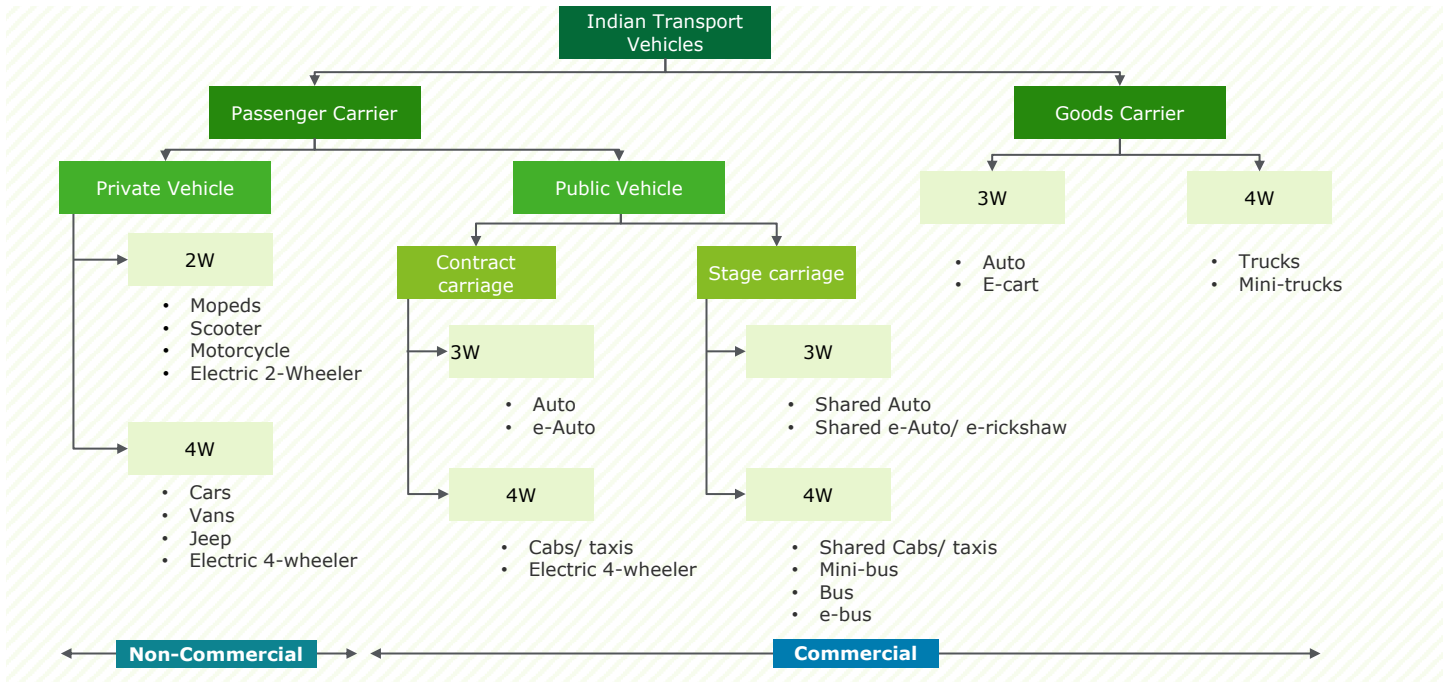 Indian Transport
Vehicles
Passenger Carrier
Goods Carrier
Private Vehicle
Public Vehicle
3W
• Auto
• E-cart
4W
• Trucks
• Mini-trucks
2W
• Mopeds
• Scooter
• Motorcycle
• Electric 2-Wheeler
4W
• Cars
• Vans
• Jeep
• Electric 4-wheeler
Contract
carriage
3W
• Auto
• e-Auto
4W
• Cabs/ taxis
• Electric 4-wheeler
Stage carriage
3W
• Shared Auto
• Shared e-Auto/ e-rickshaw
4W
• Shared Cabs/ taxis
• Mini-bus
• Bus
• e-bus
Non-Commercial
Commercial